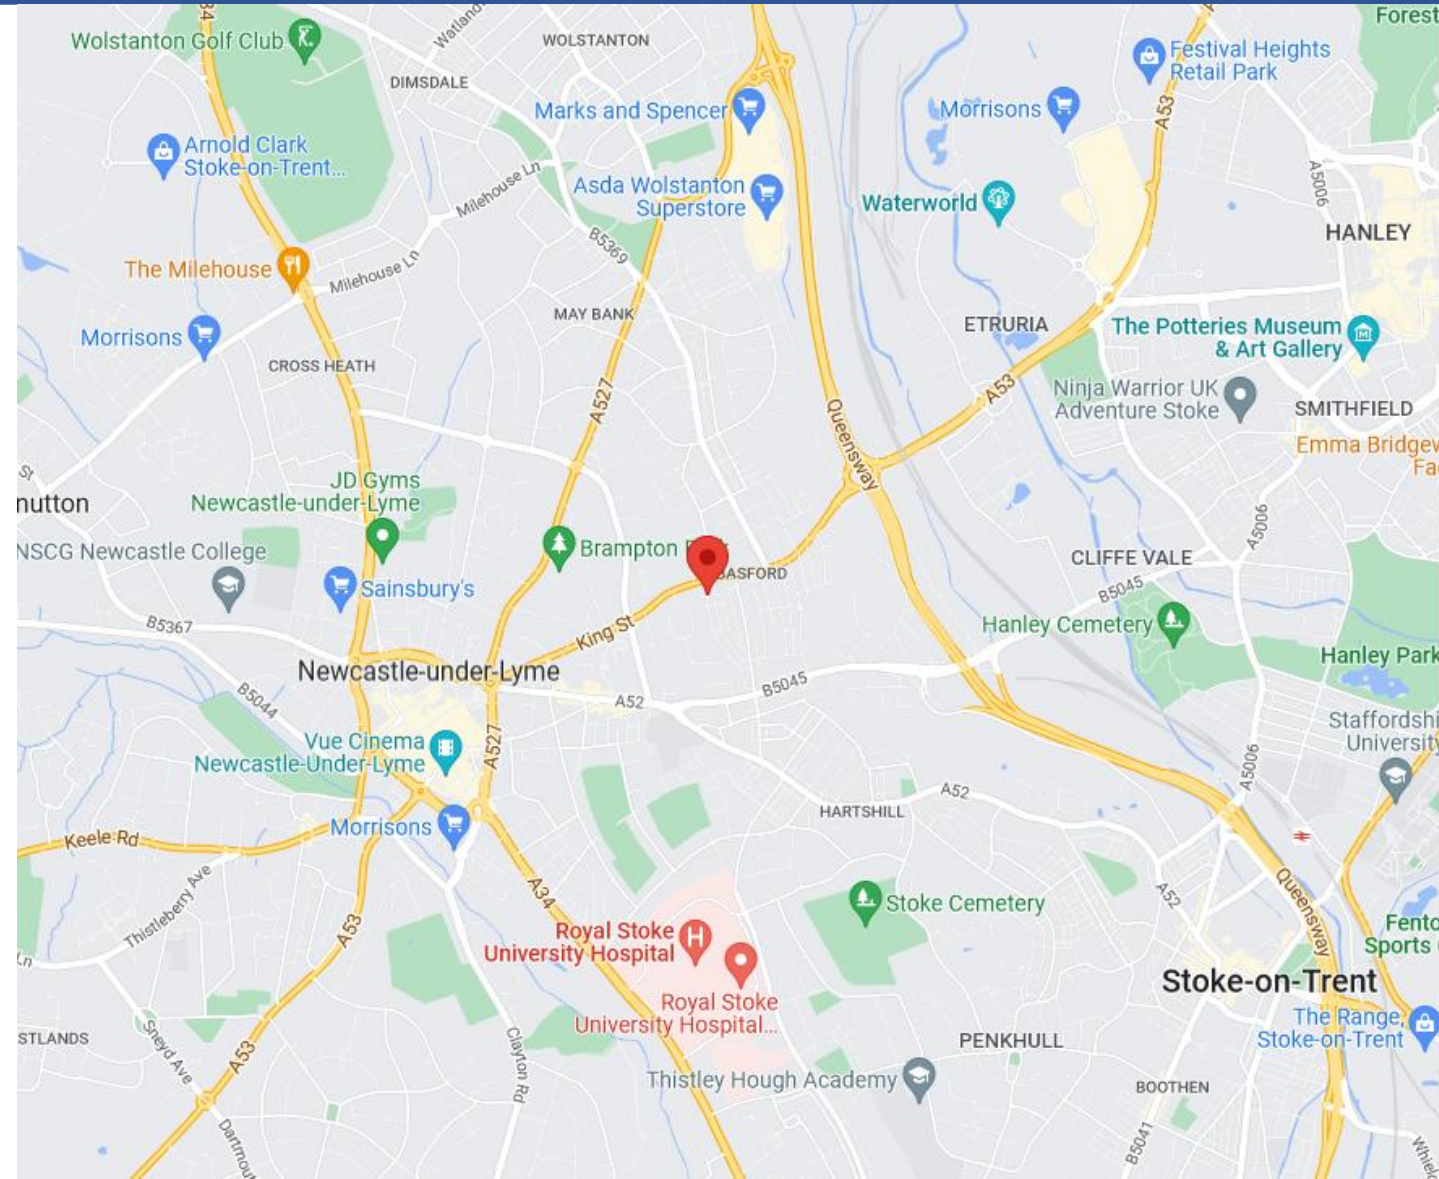 Wolstanton Golf Club
WOLSTANTON
DIMSDALE
Festival Heights
Retail Park
Marks and Spencer
Morrisons
A53
Arnold Clark
Stoke-on-Trent...
Milehouse Ln
Asda Wolstanton
Superstore
A5006
Waterworld
HANLEY
B5369
The Milehouse
Milehouse Ln
MAY BANK
ETRURIA
The Potteries Museum
& Art Gallery
Morrisons
CROSS HEATH
A527
A53
Ninja Warrior UK
Adventure Stoke
SMITHFIELD
Queensway
JD Gyms
Newcastle-under-Lyme
A5006
NSCG Newcastle College
Brampton
BASFORD
CLIFFE VALE
B5045
Sainsbury's
B5367
King St
Hanley Cemetery
Newcastle-under-Lyme
Hanley Park
B5044
A52
B5045
Vue Cinema
Newcastle-Under-Lyme
A527
University
A5006
A52
Morrisons
HARTSHILL
Keele Rd
Thistleberry Ave
A34
A52
Queensway
Stoke Cemetery
A53
Royal Stoke
University Hospital
H
Sports
Royal Stoke
University Hospital...
Stoke-on-Trent
Sneyd Ave
A53
Clayton Rd
PENKHULL
The Range,
Stoke-on-Trent
Thistley Hough Academy
BOOTHEN
B5041